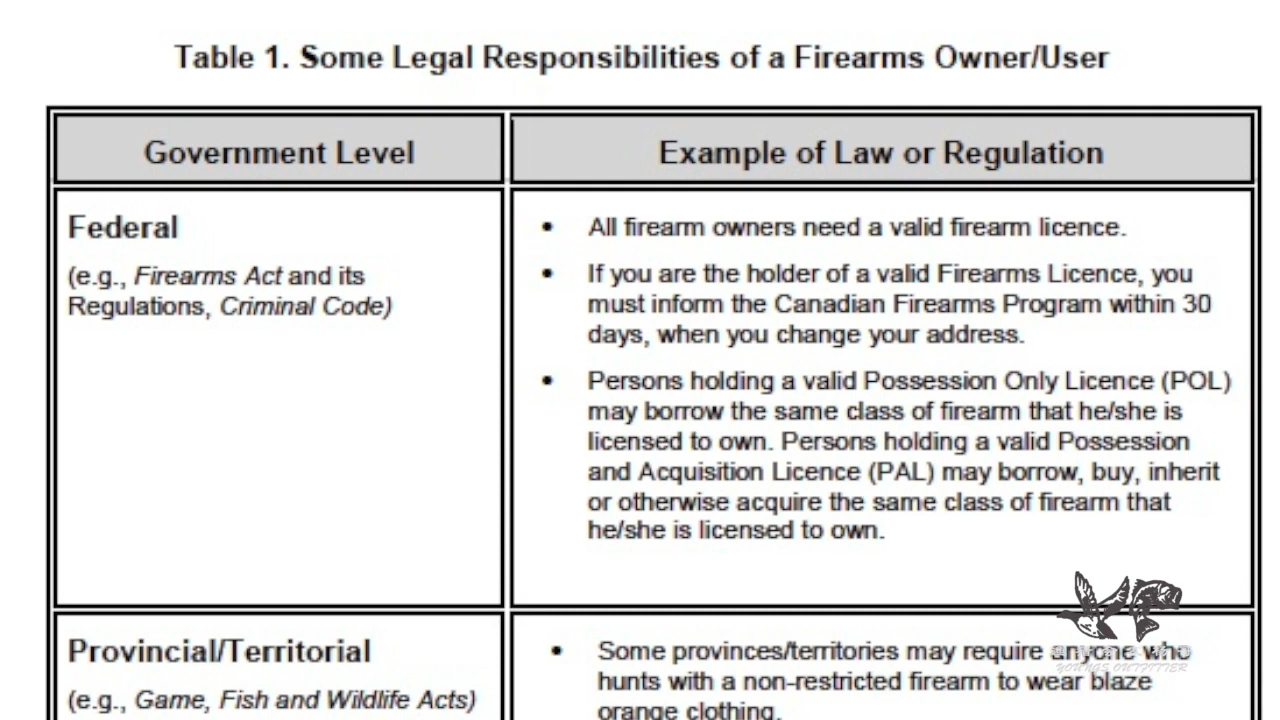 Table 1. Some Legal Responsibilities of a Firearms Owner/User
Government Level
Example of Law or Regulation
Federal
(e.g., Firearms Act and its
Regulations, Criminal Code)
• All firearm owners need a valid firearm licence.
• If you are the holder of a valid Firearms Licence, you
must inform the Canadian Firearms Program within 30
days, when you change your address.
• Persons holding a valid Possession Only Licence (POL)
may borrow the same class of firearm that he/she is
licensed to own. Persons holding a valid Possession
and Acquisition Licence (PAL) may borrow, buy, inherit
or otherwise acquire the same class of firearm that
he/she is licensed to own.
Provincial/Territorial
(e.g., Game, Fish and Wildlife Acts)
• Some provinces/territories may require anyone who
hunts with a non-restricted firearm to wear blaze
orange clothing.
YOUNGS OUTFITTER